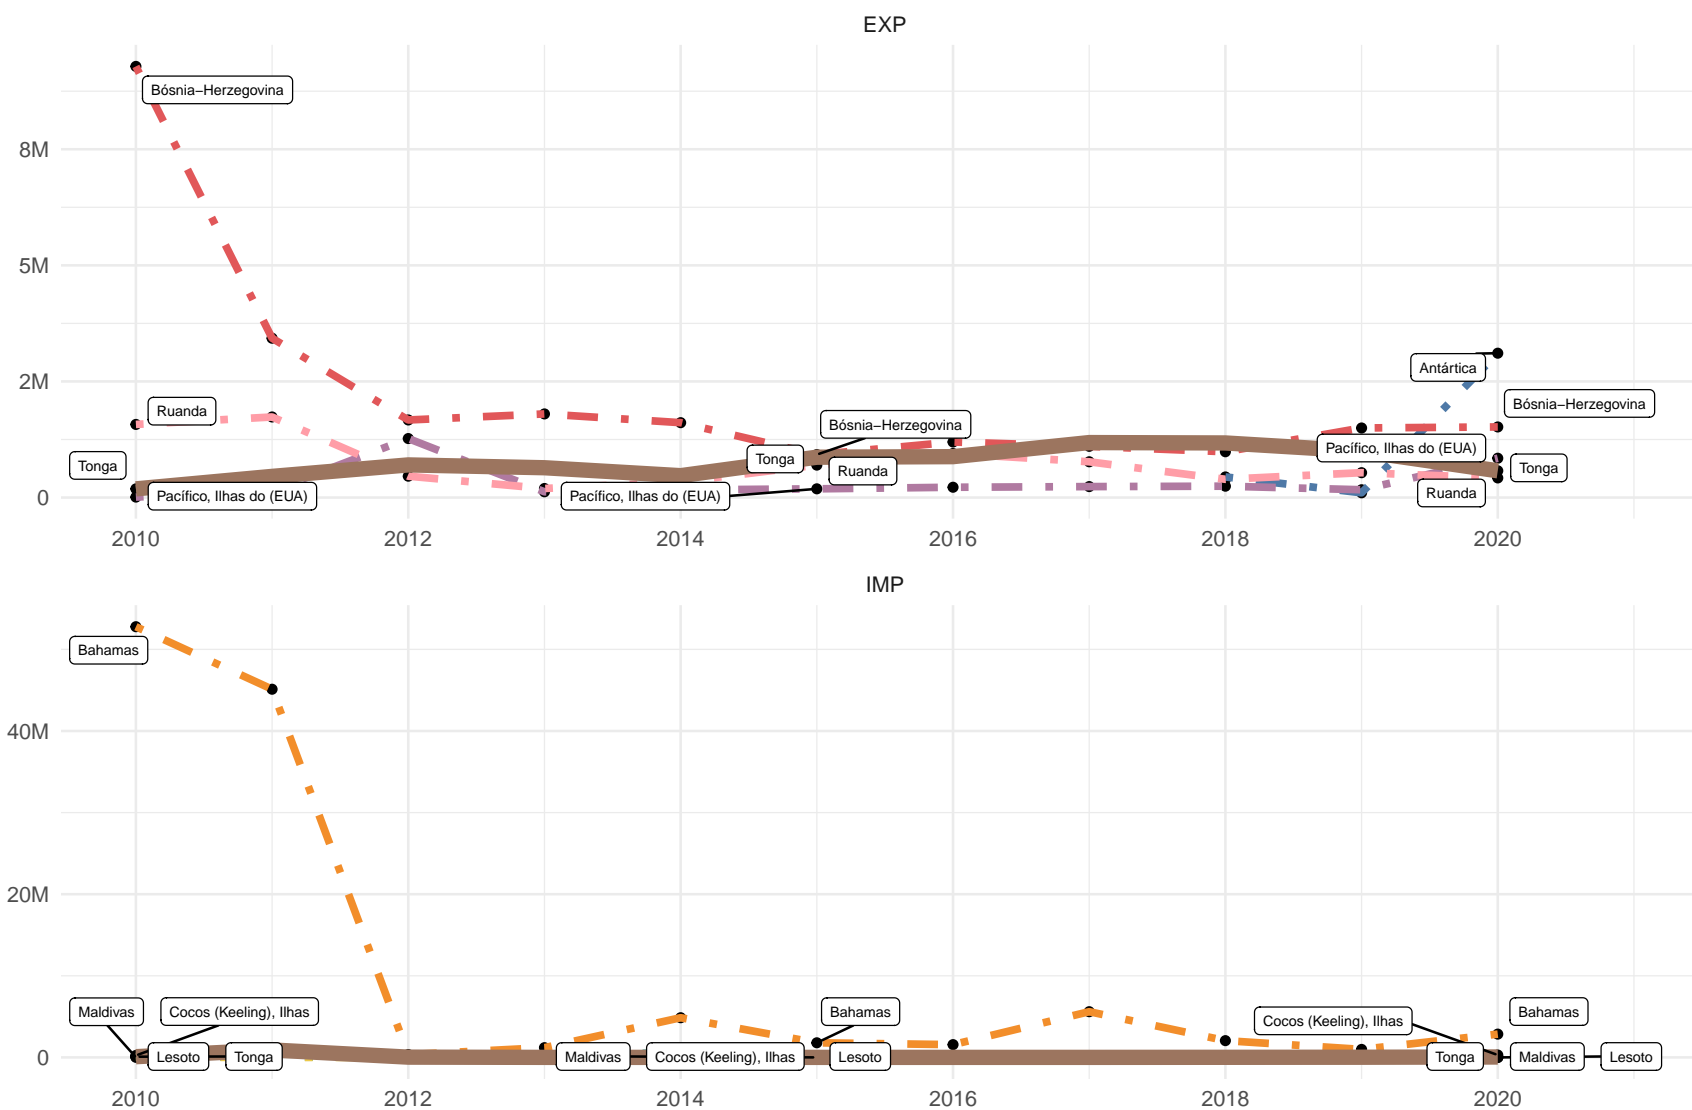 EXP
Bósnia−Herzegovina
8M
5M
Antártica
2M
Bósnia−Herzegovina
Ruanda
Bósnia−Herzegovina
Pacífico, Ilhas do (EUA)
Tonga
Tonga
Tonga
Ruanda
0
Pacífico, Ilhas do (EUA)
Pacífico, Ilhas do (EUA)
Ruanda
2010 2012 2014 2016 2018 2020
IMP
Bahamas
40M
20M
Maldivas Cocos (Keeling), Ilhas Bahamas Bahamas
Cocos (Keeling), Ilhas
0 Lesoto Tonga Maldivas Cocos (Keeling), Ilhas Lesoto Tonga Maldivas Lesoto
2010 2012 2014 2016 2018 2020